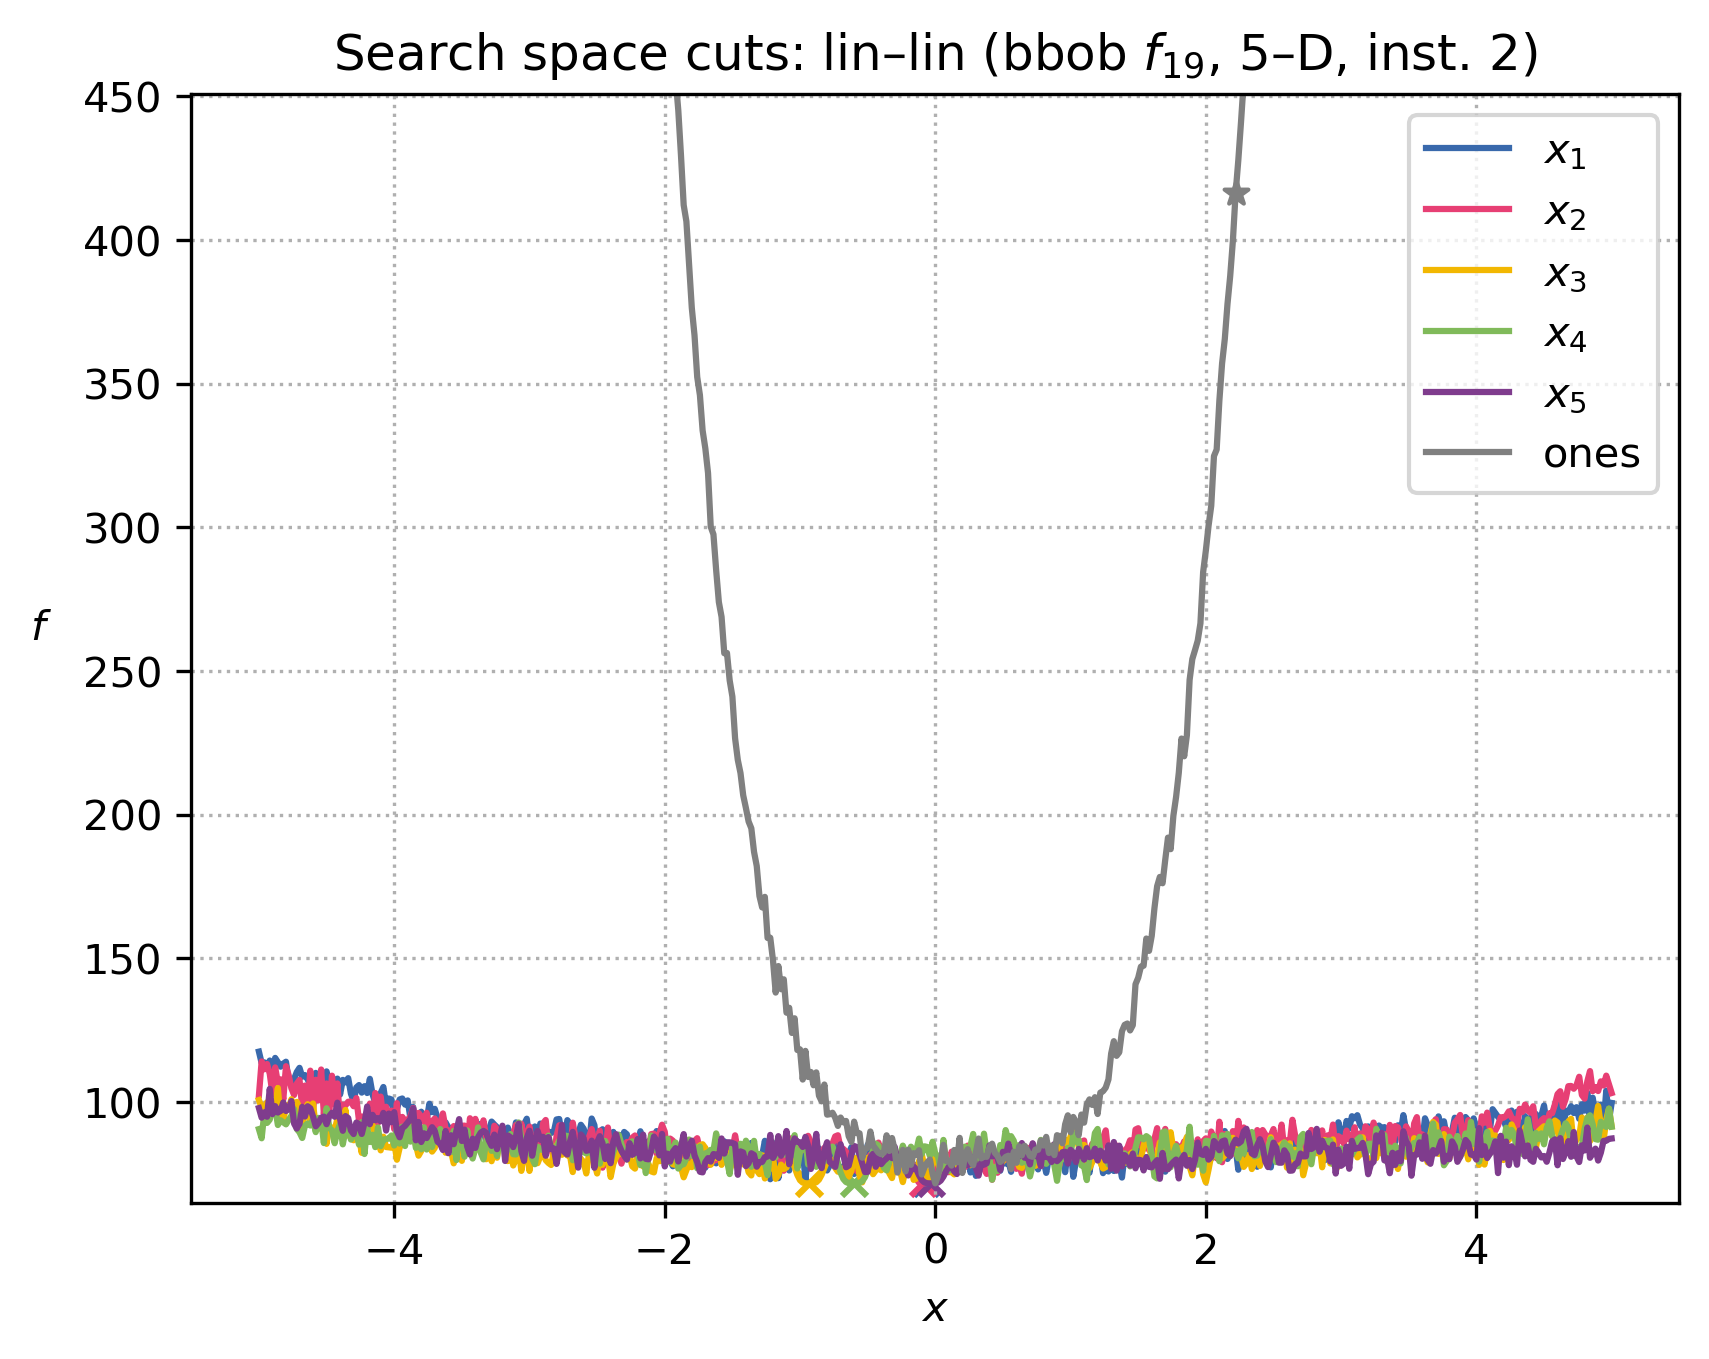 Search space cuts: lin–lin (bbob f₁₉, 5–D, inst. 2)
450
400
350
300
250
200
150
100
f
x₁
x₂
x₃
x₄
x₅
ones
−4 −2 0 2 4
x